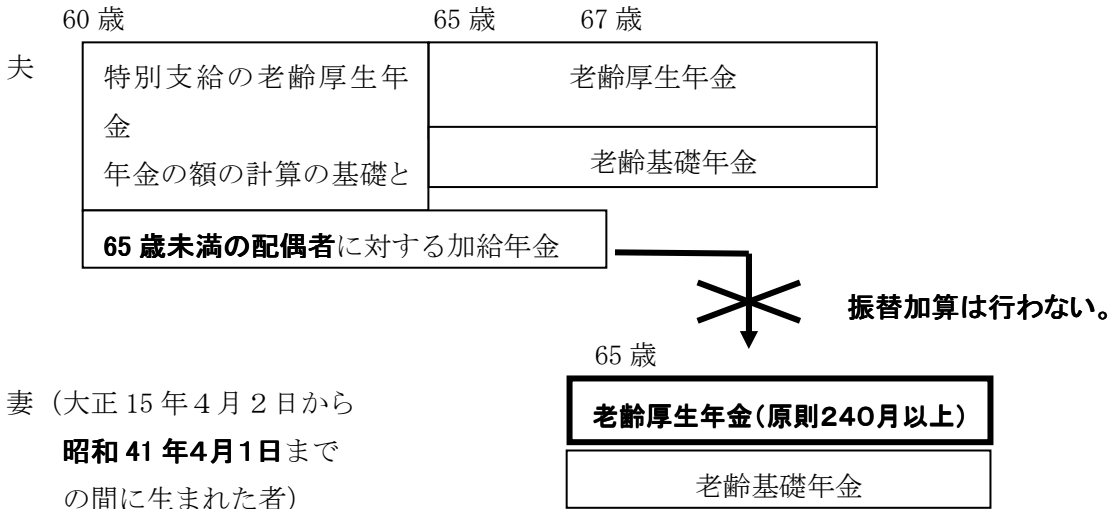 60 歳
65 歳
67 歳
夫
特別支給の老齢厚生年
金
年金の額の計算の基礎と
老齢厚生年金
老齢基礎年金
65 歳未満の配偶者に対する加給年金
振替加算は行わない。
65 歳
妻（大正 15 年４月２日から
昭和 41 年4月1日まで
の間に生まれた者）
老齢厚生年金(原則240月以上)
老齢基礎年金